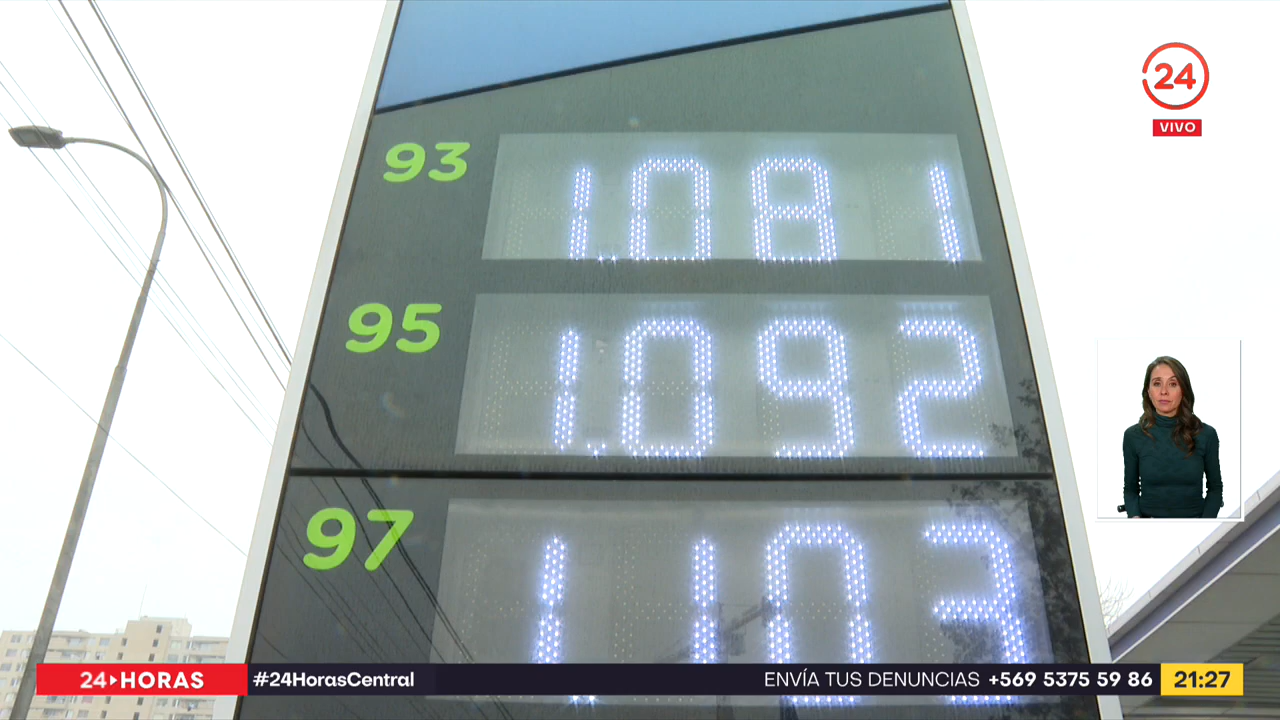 24
VIVO
93 1.081
95 1.092
97 1.103
24 HORAS #24HorasCentral ENVÍA TUS DENUNCIAS +569 5375 59 86 21:27